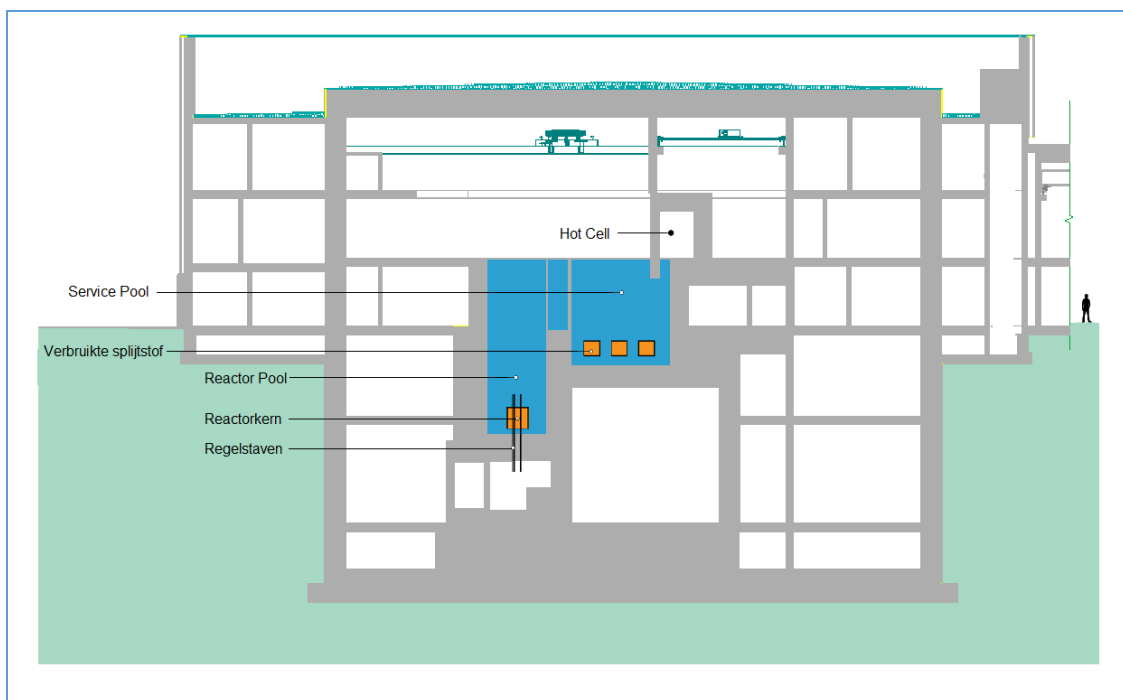 Hot Cell
Service Pool
Verbruikte splijtstof
Reactor Pool
Reactorkern
Regelstaven